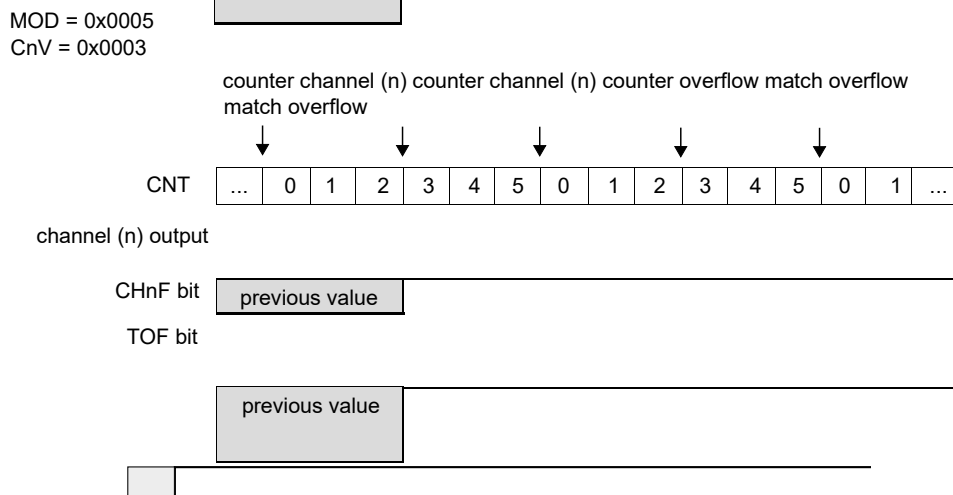 MOD = 0x0005
CnV = 0x0003
counter channel (n) counter channel (n) counter overflow match overflow
match overflow
CNT ... 0 1 2 3 4 5 0 1 2 3 4 5 0 1 ...
channel (n) output
CHnF bit previous value
TOF bit
previous value